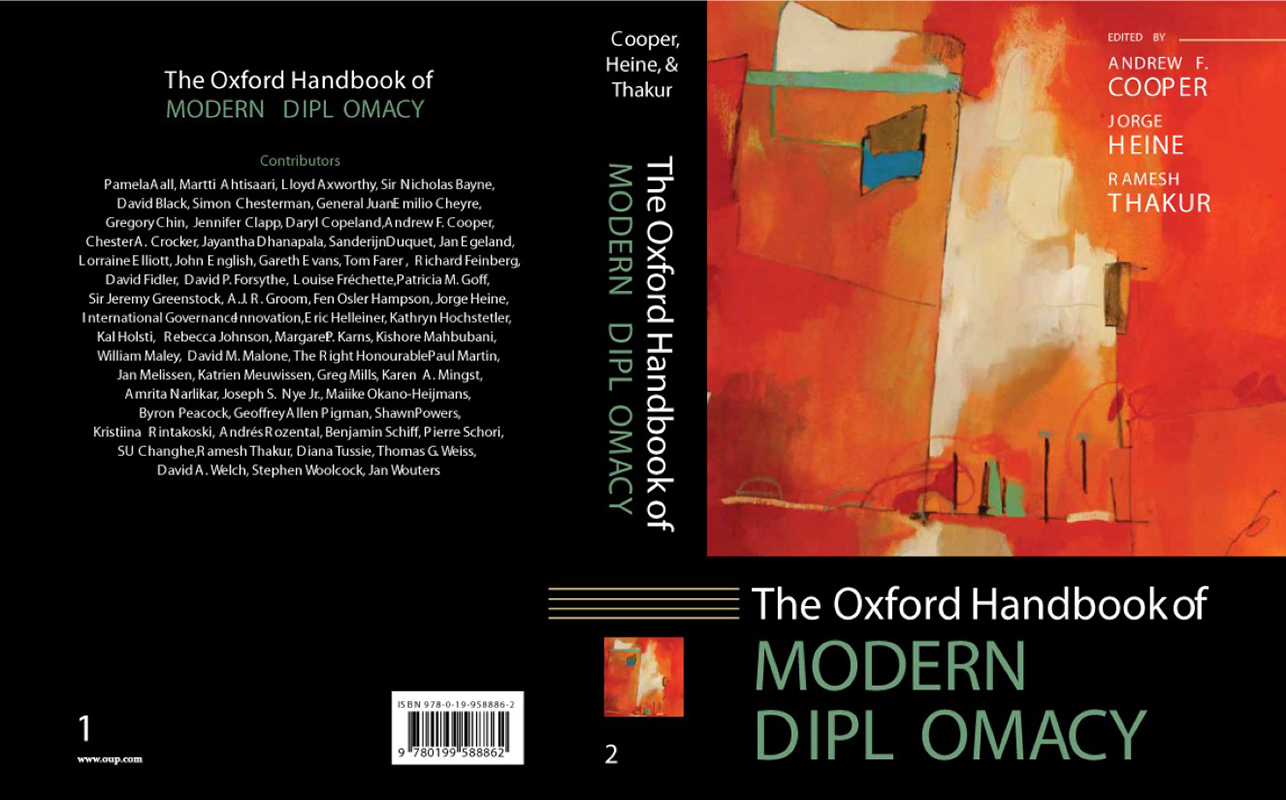 The Oxford Handbook of
MODERN DIPL OMACY
Contributors
PamelaAall, Martti Ahtisaari, Lloyd Axworthy, Sir Nicholas Bayne,
David Black, Simon Chesterman, General JuanEmilio Cheyre,
Gregory Chin, Jennifer Clapp, Daryl Copeland,Andrew F. Cooper,
ChesterA. Crocker, Jayantha Dhanapala, SanderijnDuquet, Jan Egeland,
Lorraine Elliott, John English, Gareth Evans, Tom Farer, Richard Feinberg,
David Fidler, David P. Forsythe, Louise Fréchette,Patricia M. Goff,
Sir Jeremy Greenstock, A.J.R. Groom, Fen Osler Hampson, Jorge Heine,
International GovernanceInnovation,Eric Helleiner, Kathryn Hochstetler,
Kal Holsti, Rebecca Johnson, MargaretP. Karns, Kishore Mahbubani,
William Maley, David M. Malone, The Right HonourablePaul Martin,
Jan Melissen, Katrien Meuwissen, Greg Mills, Karen A. Mingst,
Amrita Narlikar, Joseph S. Nye Jr., Maiike Okano-Heijmans,
Byron Peacock, GeoffreyAllen Pigman, ShawnPowers,
Kristiina Rintakoski, Andrés Rozental, Benjamin Schiff, Pierre Schori,
SU Changhe,Ramesh Thakur, Diana Tussie, Thomas G. Weiss,
David A. Welch, Stephen Woolcock, Jan Wouters
1
www.oup.com
ISBN 978-0-19-958886-2
9 780199 588862
Cooper,
Heine, &
Thakur
The Oxford Handbook of
MODERN DIPL OMACY
2
EDITED BY
ANDREW F.
COOPER
JORGE
HEINE
RAMESH
THAKUR
The Oxford Handbook of
MODERN
DIPL OMACY